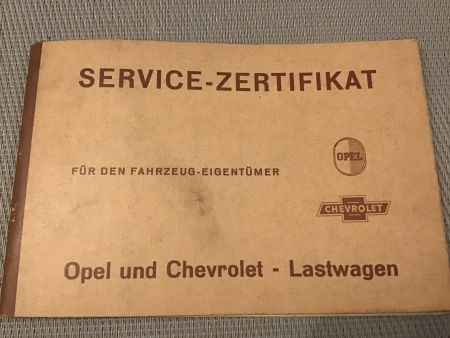 SERVICE-ZERTIFIKAT
FÜR DEN FAHRZEUG-EIGENTÜMER
OPEL
CHEVROLET
Opel und Chevrolet - Lastwagen